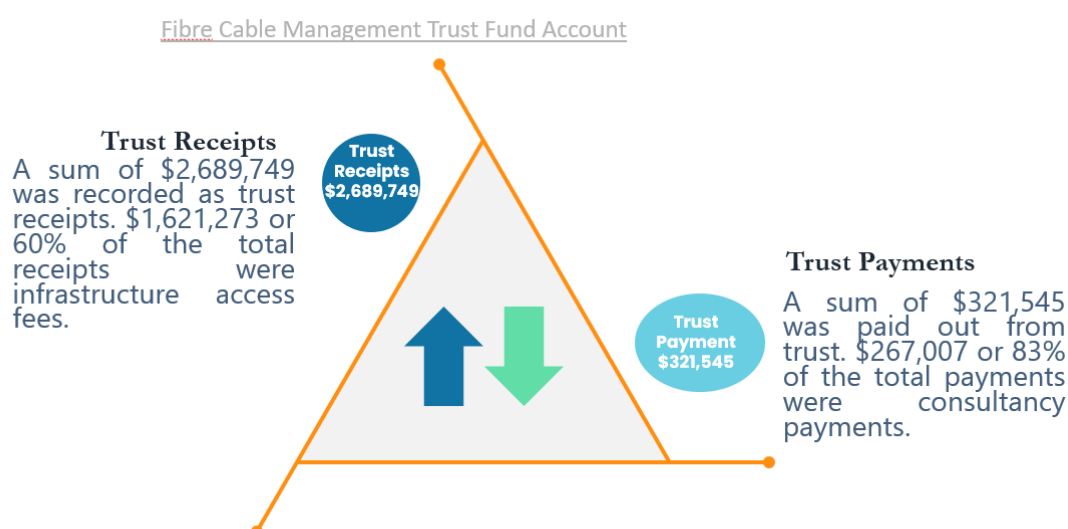 Fibre Cable Management Trust Fund Account
Trust Receipts
A sum of $2,689,749
was recorded as trust
receipts. $1,621,273 or
60% of the total
receipts were
infrastructure access
fees.
Trust
Receipts
$2,689,749
Trust
Payment
$321,545
Trust Payments
A sum of $321,545
was paid out from
trust. $267,007 or 83%
of the total payments
were consultancy
payments.